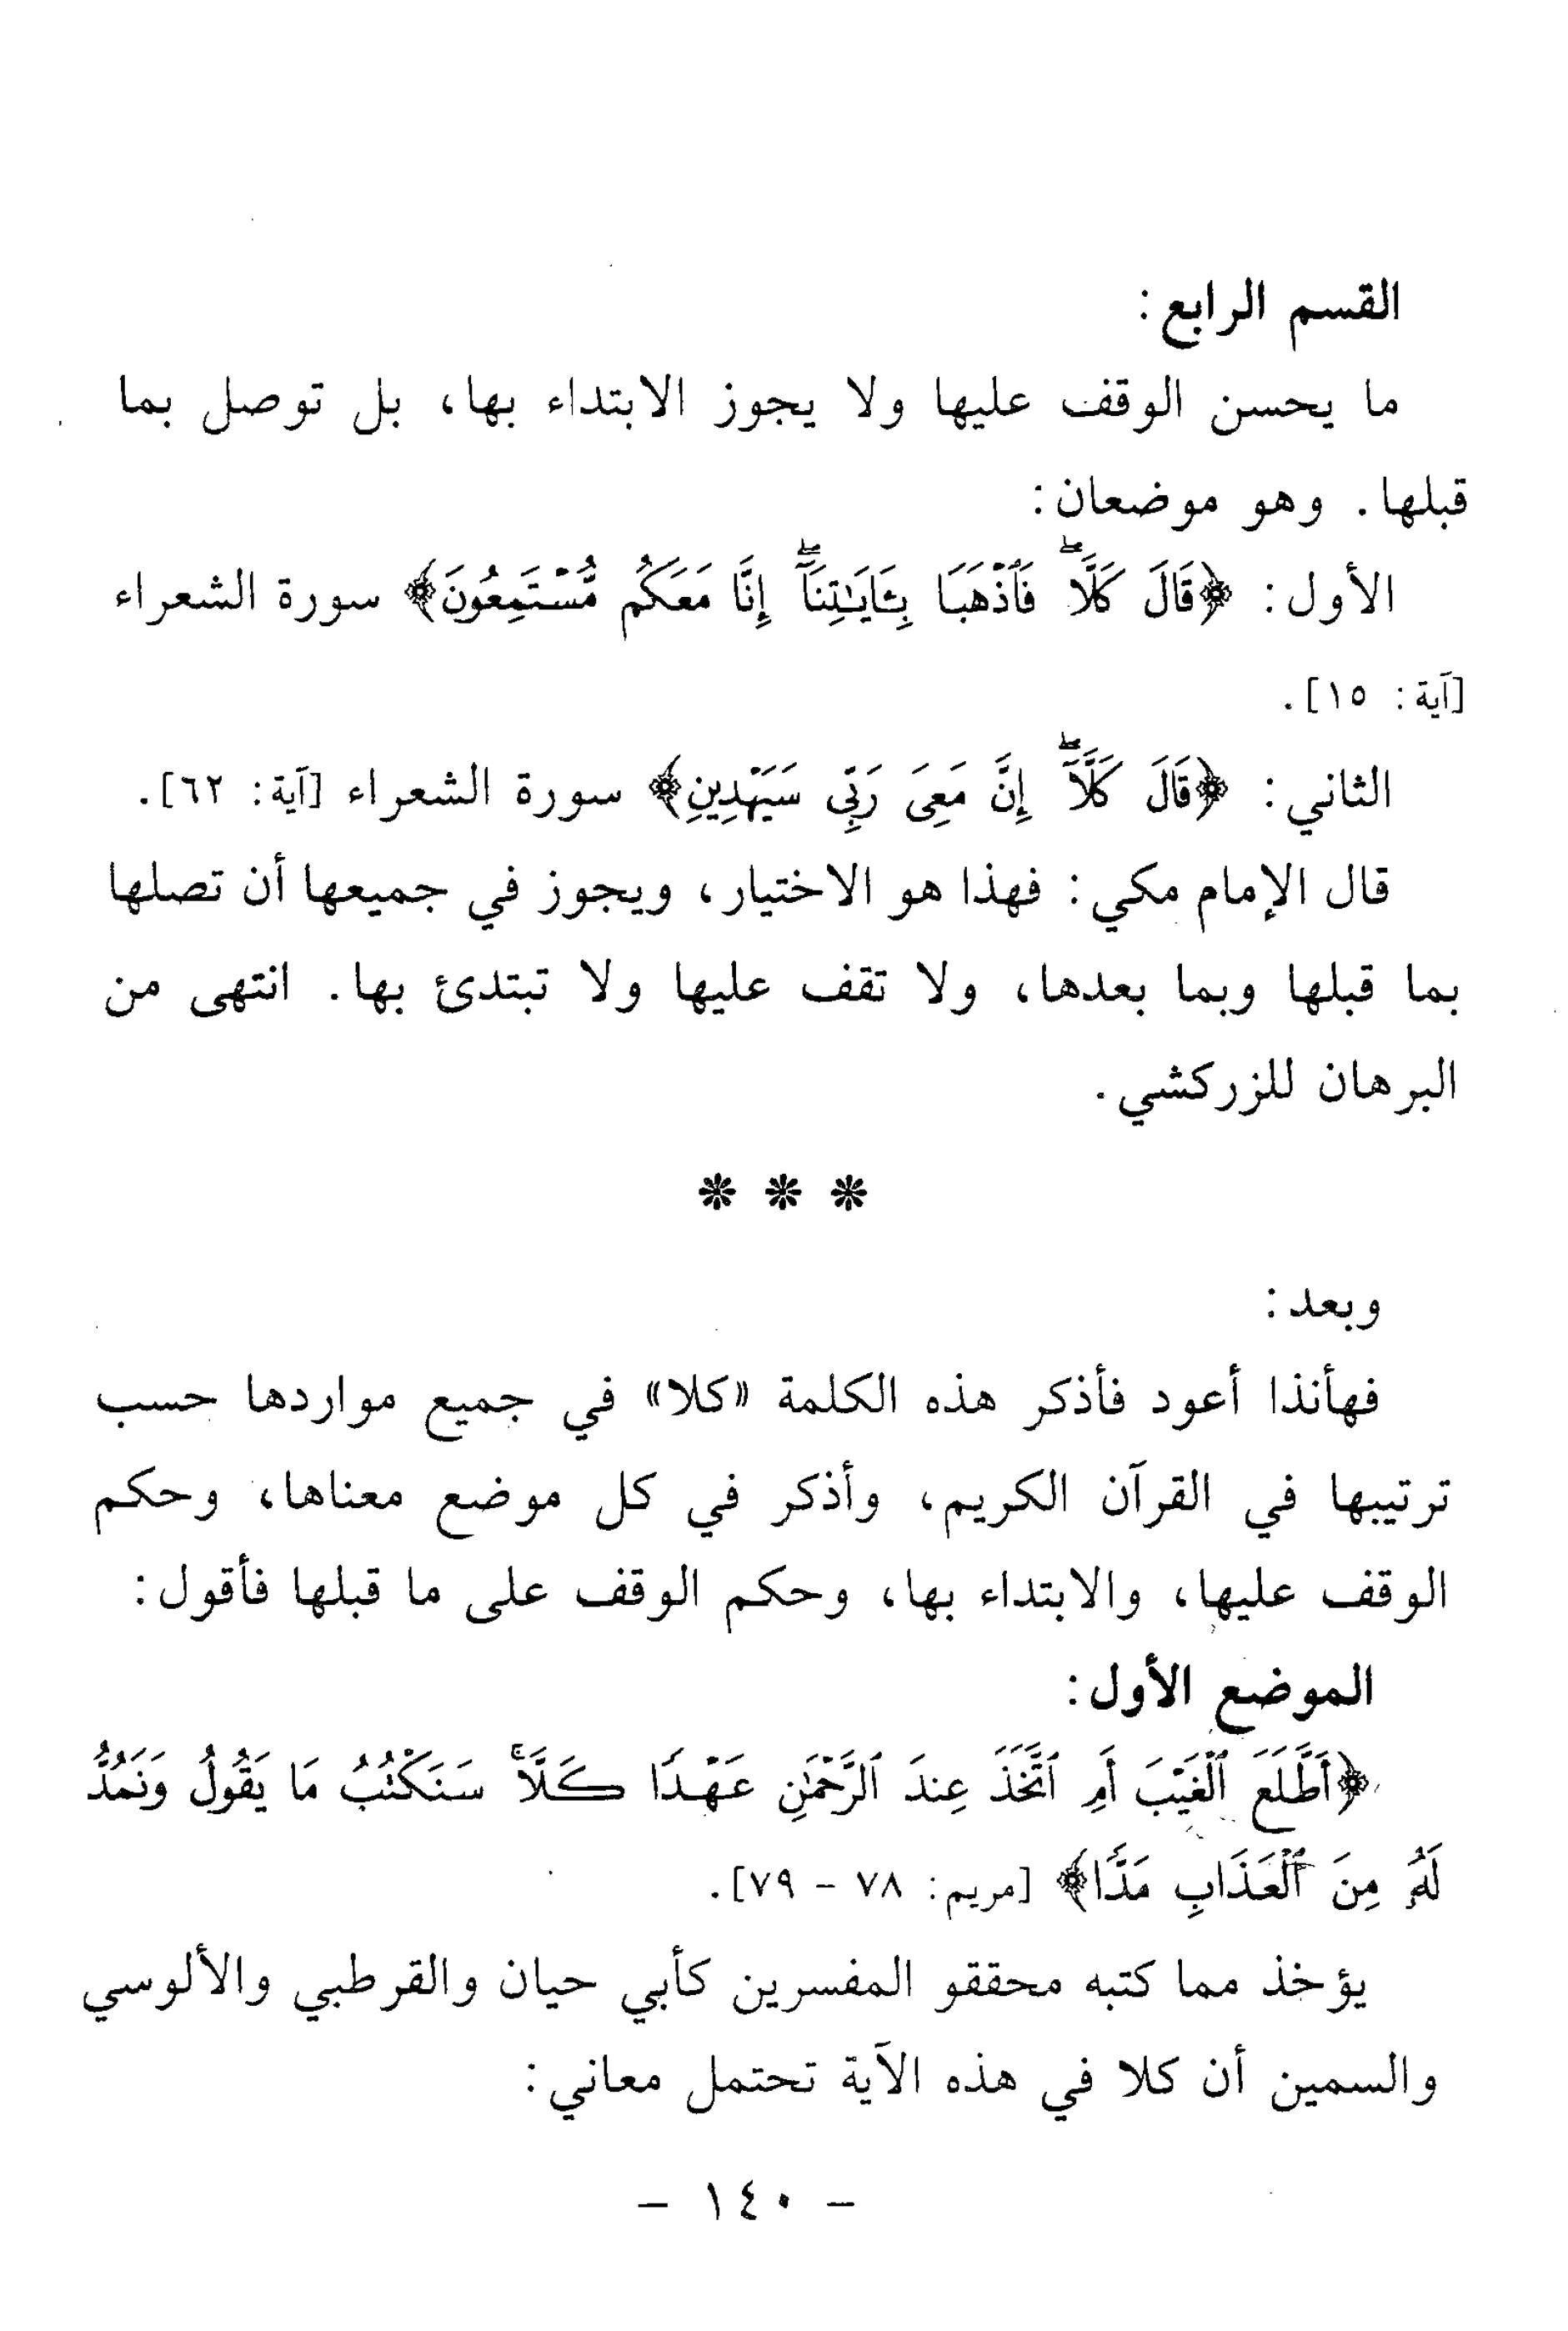 القسم الرابع:
ما يحسن الوقف عليها ولا يجوز الابتداء بها، بل توصل بما
قبلها. وهو موضعان:
الأول: ﴿قَالَ كَلَّاۖ فَٱذۡهَبَا بِـَٔايَٰتِنَآۖ إِنَّا مَعَكُم مُّسۡتَمِعُونَ﴾ سورة الشعراء
[آية: ١٥].
الثاني: ﴿قَالَ كَلَّآۖ إِنَّ مَعِىَ رَبِّى سَيَهۡدِينِ﴾ سورة الشعراء [آية: ٦٢].
قال الإمام مكي: فهذا هو الاختيار، ويجوز في جميعها أن تصلها
بما قبلها وبما بعدها، ولا تقف عليها ولا تبتدئ بها. انتهى من
البرهان للزركشي.
* * *
وبعد:
فهأنذا أعود فأذكر هذه الكلمة «كلا» في جميع مواردها حسب
ترتيبها في القرآن الكريم، وأذكر في كل موضع معناها، وحكم
الوقف عليها، والابتداء بها، وحكم الوقف على ما قبلها فأقول:
الموضع الأول:
﴿أَطَّلَعَ ٱلۡغَيۡبَ أَمِ ٱتَّخَذَ عِندَ ٱلرَّحۡمَٰنِ عَهۡدٗا كَلَّاۚ سَنَكۡتُبُ مَا يَقُولُ وَنَمُدُّ
لَهُۥ مِنَ ٱلۡعَذَابِ مَدّٗا﴾ [مريم: ٧٨ - ٧٩].
يؤخذ مما كتبه محققو المفسرين كأبي حيان والقرطبي والألوسي
والسمين أن كلا في هذه الآية تحتمل معاني:
- ١٤٠ -